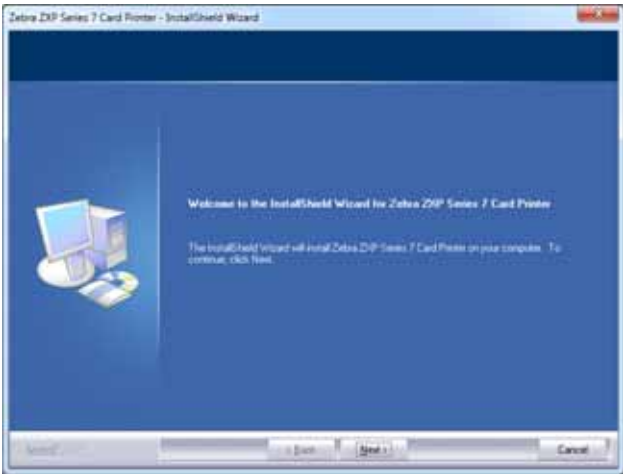 Zebra ZXP Series 7 Card Printer - InstallShield Wizard
Welcome to the InstallShield Wizard for Zebra ZXP Series 7 Card Printer
The InstallShield Wizard will install Zebra ZXP Series 7 Card Printer on your computer. To
continue, click Next.
< Back
Next >
Cancel